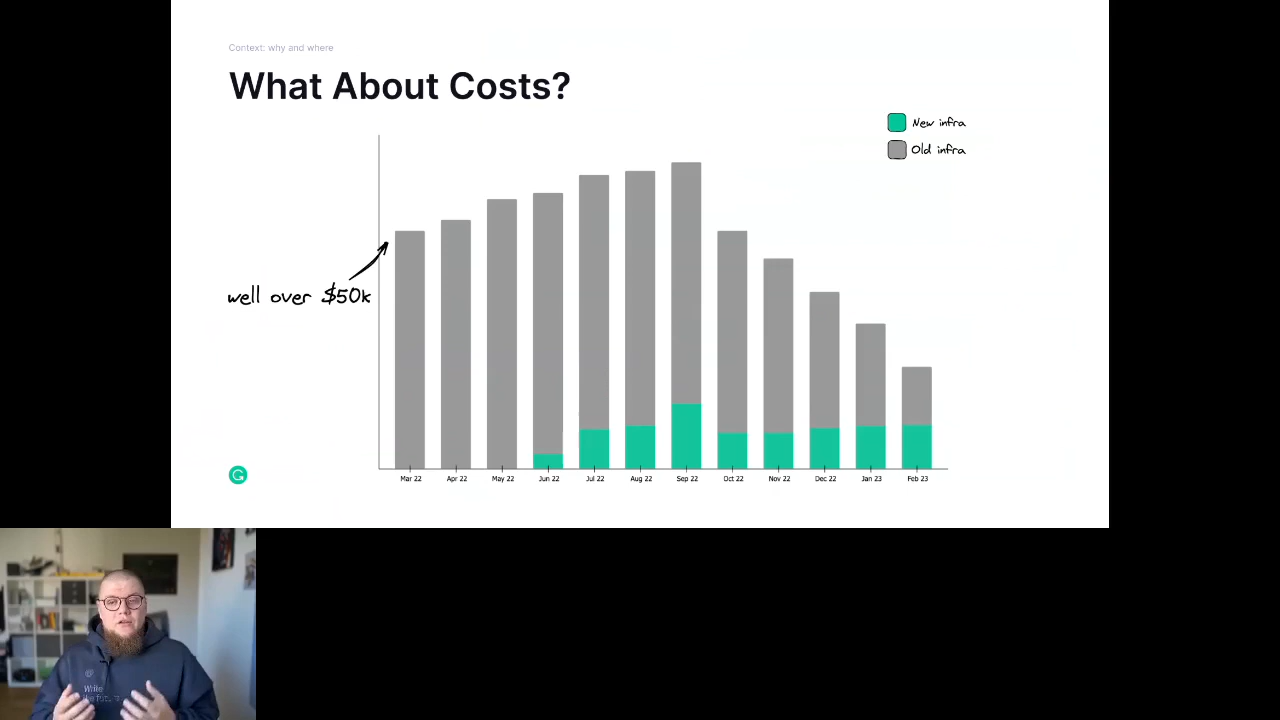 Context: why and where
What About Costs?
New infra
Old infra
well over $50k
Mar 22 Apr 22 May 22 Jun 22 Jul 22 Aug 22 Sep 22 Oct 22 Nov 22 Dec 22 Jan 23 Feb 23
Write